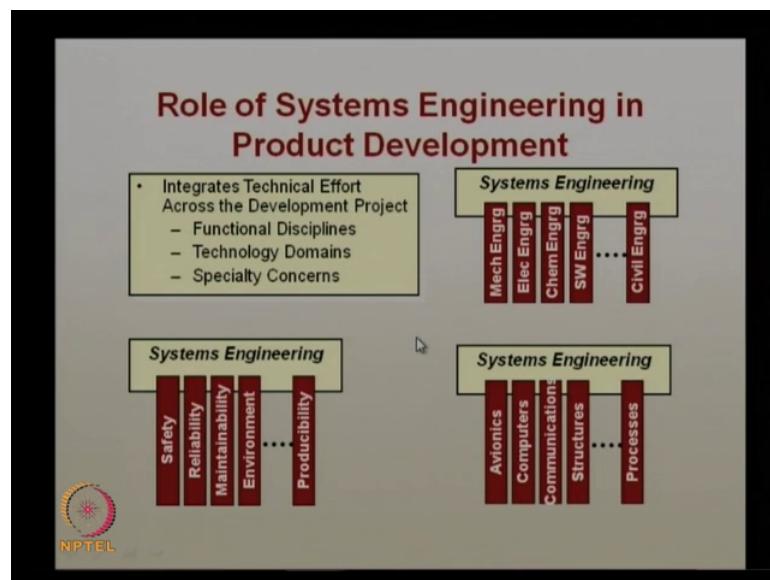 Role of Systems Engineering in
Product Development
• Integrates Technical Effort
Across the Development Project
– Functional Disciplines
– Technology Domains
– Specialty Concerns
Systems Engineering
Mech Engrg
Elec Engrg
Chem Engrg
SW Engrg
....
Civil Engrg
Systems Engineering
Safety
Reliability
Maintainability
Environment
....
Producibility
Systems Engineering
Avionics
Computers
Communications
Structures
....
Processes
NPTEL